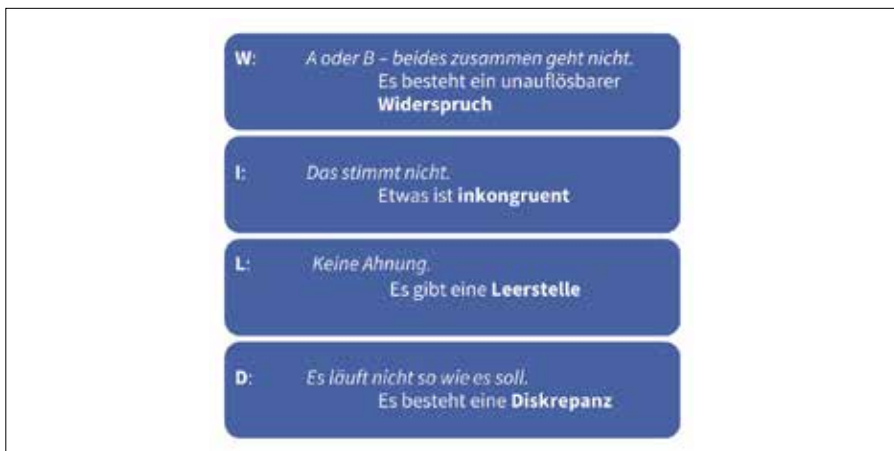 W: A oder B – beides zusammen geht nicht.
Es besteht ein unauflösbarer
Widerspruch
I: Das stimmt nicht.
Etwas ist inkongruent
L: Keine Ahnung.
Es gibt eine Leerstelle
D: Es läuft nicht so wie es soll.
Es besteht eine Diskrepanz